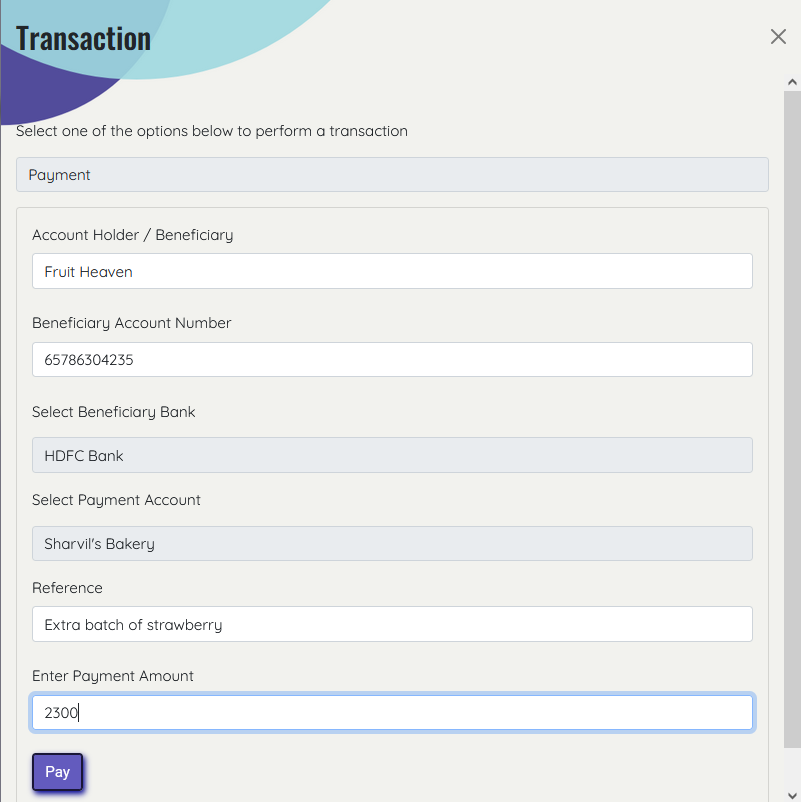 Transaction
Select one of the options below to perform a transaction
Payment
Account Holder / Beneficiary
Fruit Heaven
Beneficiary Account Number
65786304235
Select Beneficiary Bank
HDFC Bank
Select Payment Account
Sharvil's Bakery
Reference
Extra batch of strawberry
Enter Payment Amount
2300
Pay